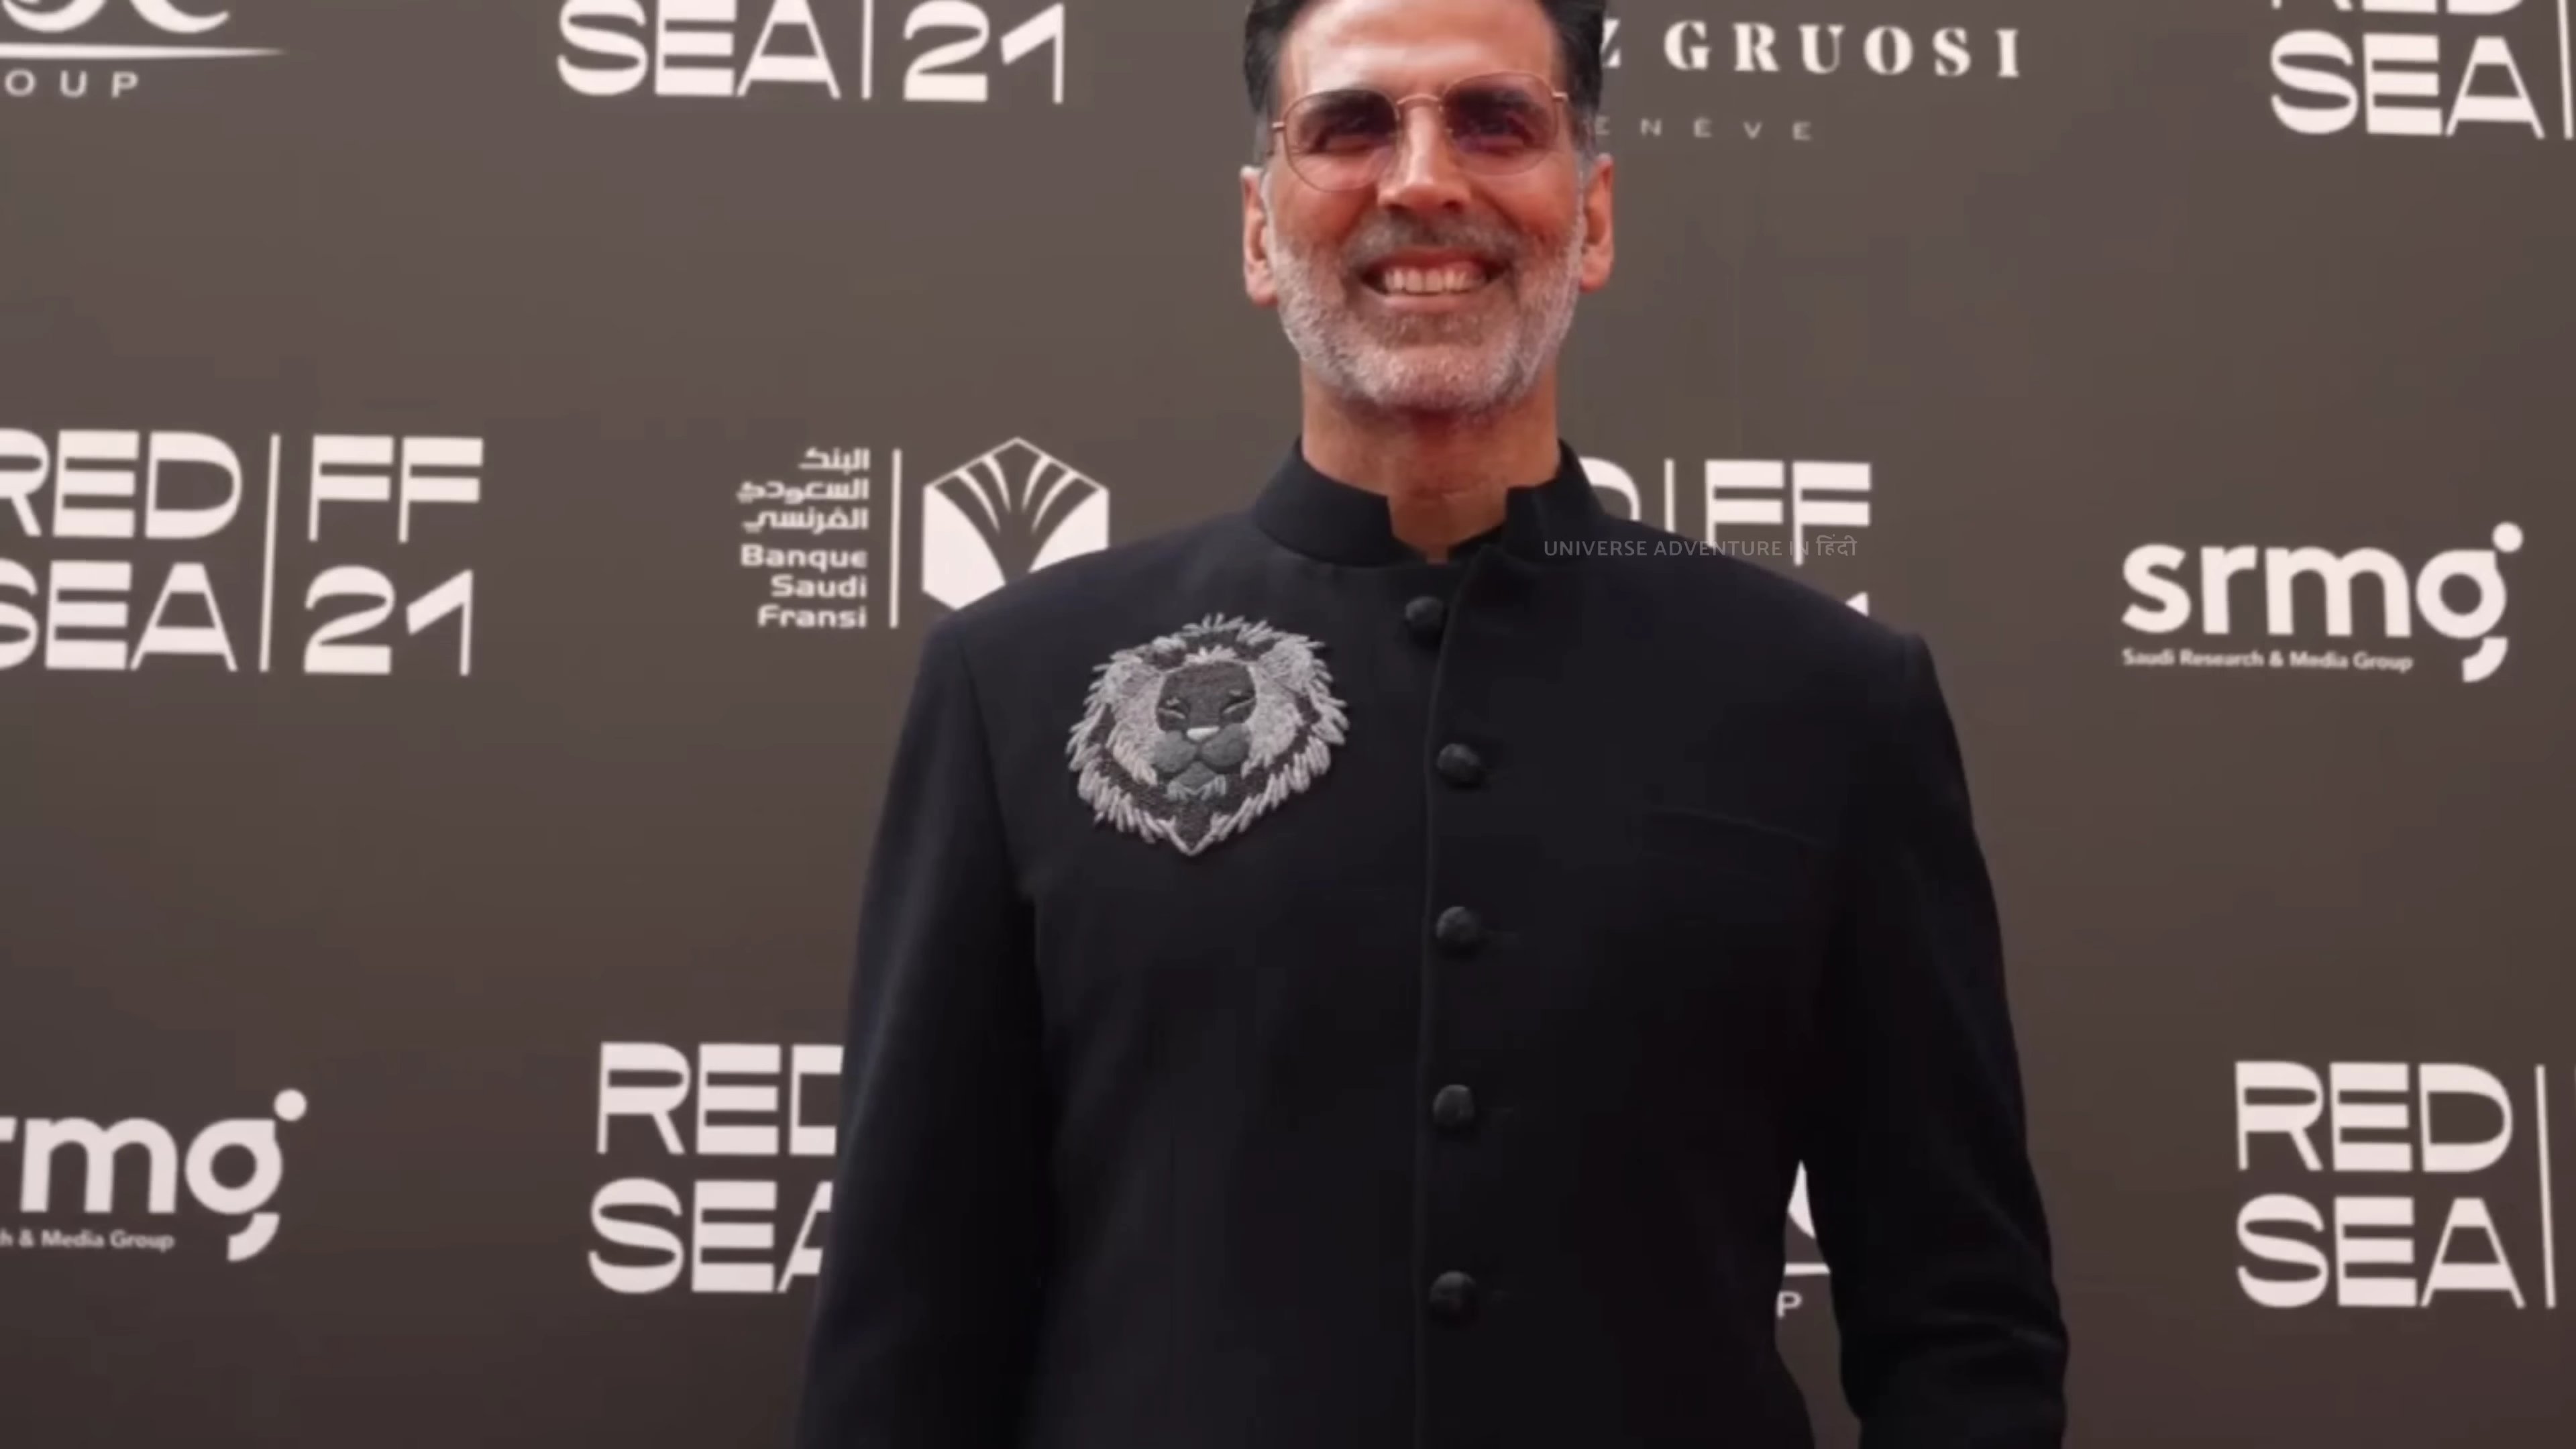 OUP
SEA 21
GRUOSI
RED
SEA
RED FF
SEA 21
البنك
السعودي
الفرنسي
Banque
Saudi
Fransi
FF
UNIVERSE ADVENTURE IN हिंदी
srmg
Saudi Research & Media Group
rmg
h & Media Group
RED
SEA
P
RED
SEA